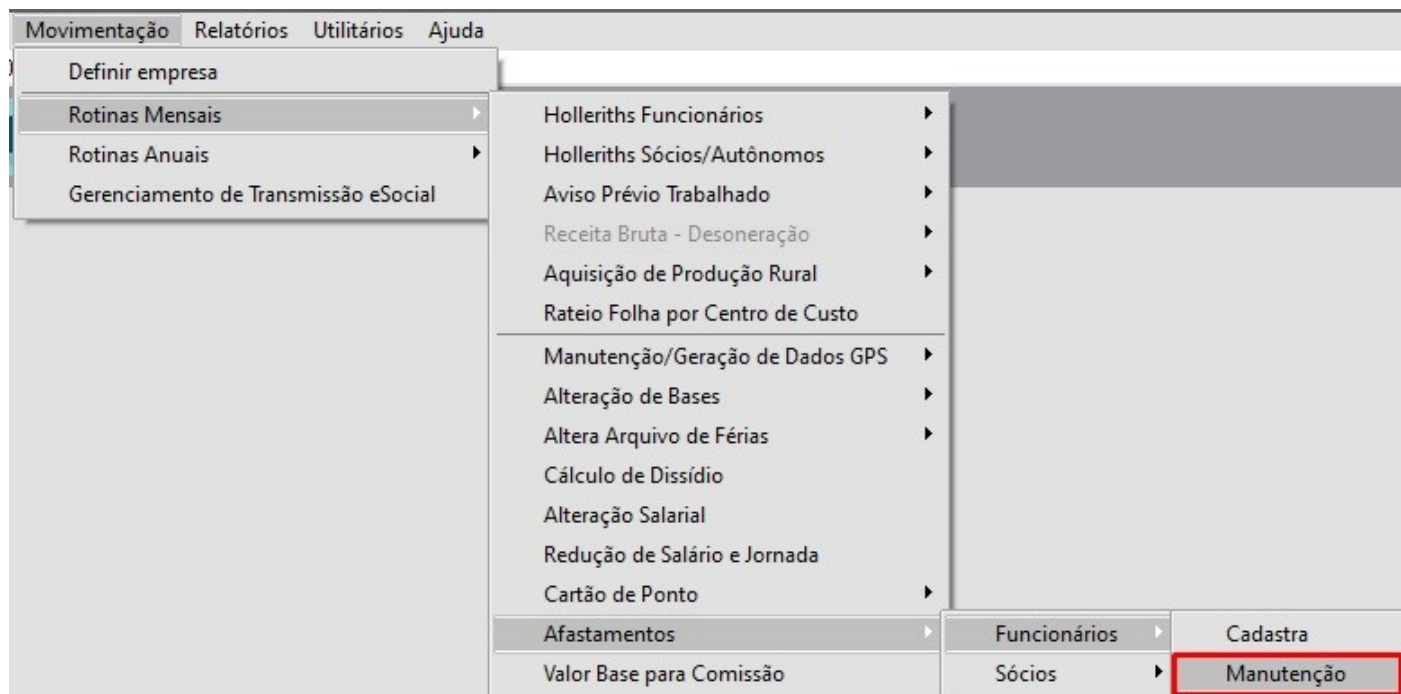 Movimentação Relatórios Utilitários Ajuda
Definir empresa
Rotinas Mensais
Rotinas Anuais
Gerenciamento de Transmissão eSocial
Holleriths Funcionários
Holleriths Sócios/Autônomos
Aviso Prévio Trabalhado
Receita Bruta - Desoneração
Aquisição de Produção Rural
Rateio Folha por Centro de Custo
Manutenção/Geração de Dados GPS
Alteração de Bases
Altera Arquivo de Férias
Cálculo de Dissídio
Alteração Salarial
Redução de Salário e Jornada
Cartão de Ponto
Afastamentos
Valor Base para Comissão
Funcionários
Sócios
Cadastra
Manutenção